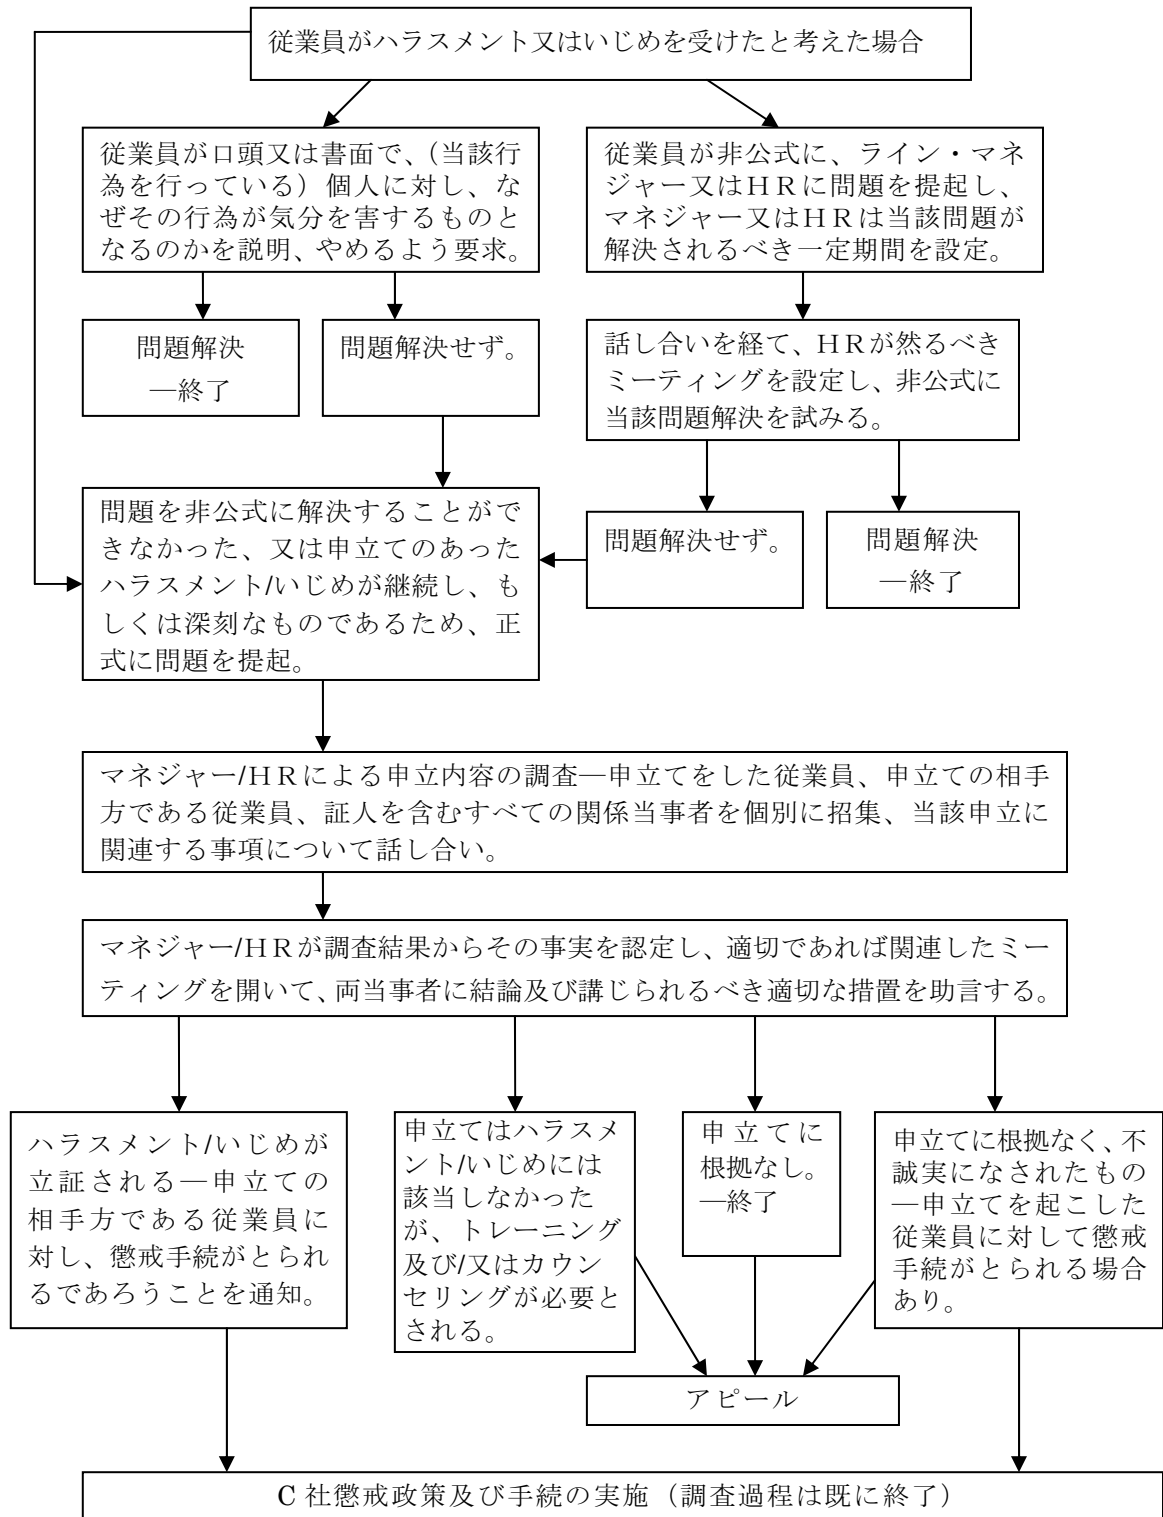 従業員がハラスメント又はいじめを受けたと考えた場合
従業員が口頭又は書面で、（当該行
為を行っている）個人に対し、な
ぜその行為が気分を害するものと
なるのかを説明、やめるよう要求。
従業員が非公式に、ライン・マネ
ジャー又はＨＲに問題を提起し、
マネジャー又はＨＲは当該問題が
解決されるべき一定期間を設定。
問題解決
―終了
問題解決せず。
話し合いを経て、ＨＲが然るべき
ミーティングを設定し、非公式に
当該問題解決を試みる。
問題を非公式に解決することがで
きなかった、又は申立てのあった
ハラスメント/いじめが継続し、も
しくは深刻なものであるため、正
式に問題を提起。
問題解決せず。
問題解決
―終了
マネジャー/ＨＲによる申立内容の調査―申立てをした従業員、申立ての相手
方である従業員、証人を含むすべての関係当事者を個別に招集、当該申立に
関連する事項について話し合い。
マネジャー/ＨＲが調査結果からその事実を認定し、適切であれば関連したミー
ティングを開いて、両当事者に結論及び講じられるべき適切な措置を助言する。
ハラスメント/いじめが
立証される―申立ての
相手方である従業員に
対し、懲戒手続がとられ
るであろうことを通知。
申立てはハラスメ
ント/いじめには
該当しなかった
が、トレーニング
及び/又はカウン
セリングが必要と
される。
申立てに
根拠なし。
―終了
申立てに根拠なく、不
誠実になされたもの
―申立てを起こした
従業員に対して懲戒
手続がとられる場合
あり。
アピール
C 社懲戒政策及び手続の実施（調査過程は既に終了）